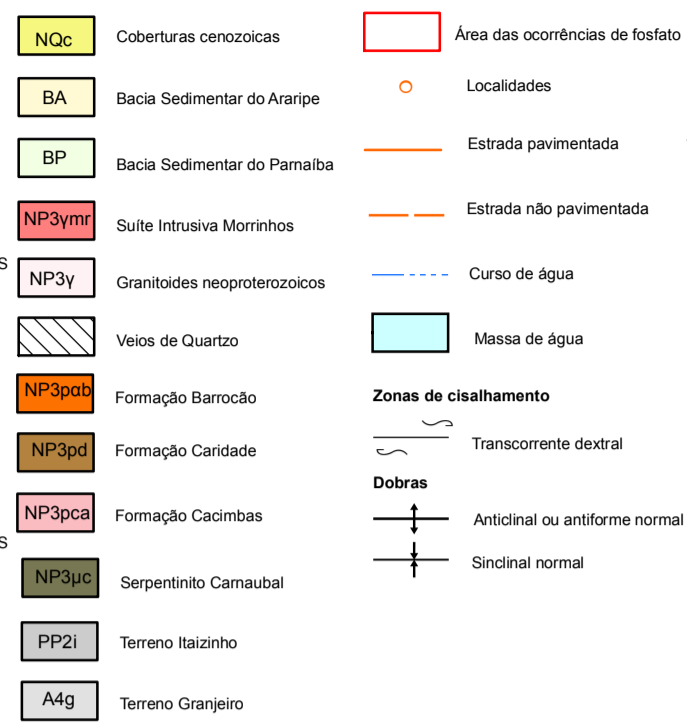 NQc Coberturas cenozoicas
BA Bacia Sedimentar do Araripe
BP Bacia Sedimentar do Parnaíba
NP3γmr Suíte Intrusiva Morrinhos
s
NP3γ Granitoides neoproterozoicos
Veios de Quartzo
NP3pαb Formação Barrocão
NP3pd Formação Caridade
NP3pca Formação Cacimbas
s
NP3μc Serpentinito Carnaubal
PP2i Terreno Itaizinho
A4g Terreno Granjeiro
Área das ocorrências de fosfato
Localidades
Estrada pavimentada
Estrada não pavimentada
Curso de água
Massa de água
Zonas de cisalhamento
Transcorrente dextral
Dobras
Anticlinal ou antiforme normal
Sinclinal normal